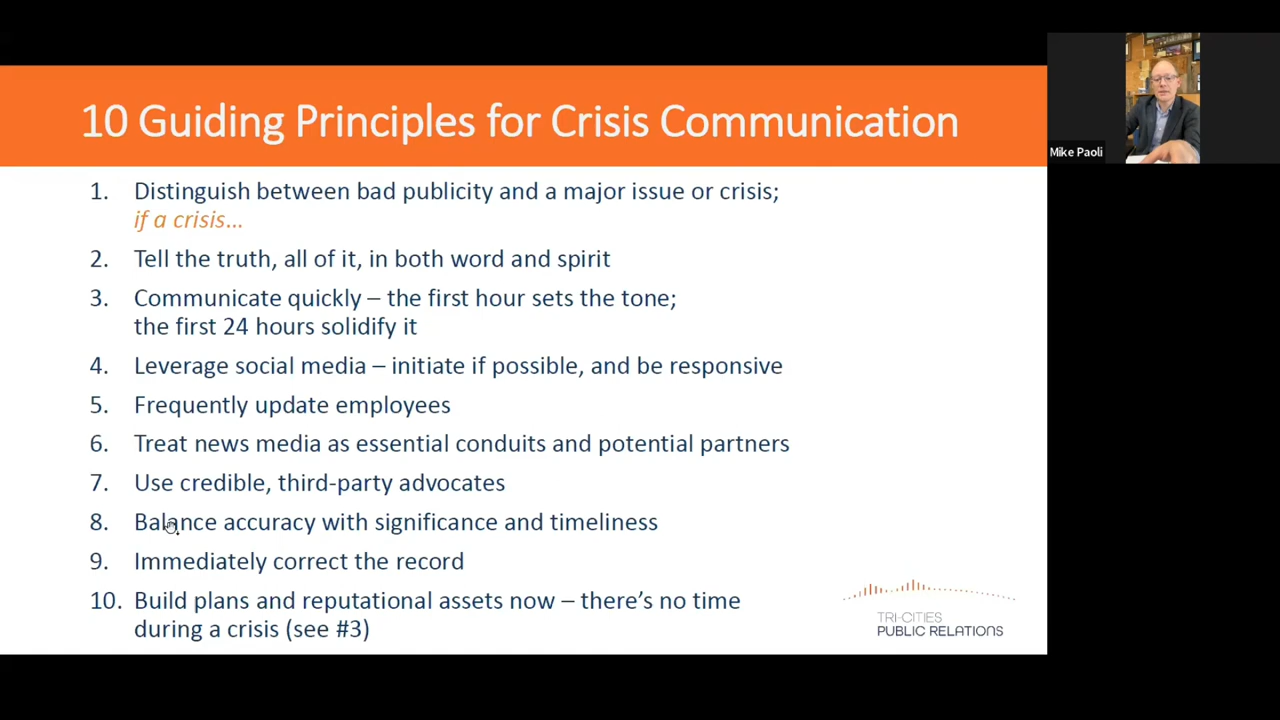 10 Guiding Principles for Crisis Communication
Mike Paoli
1. Distinguish between bad publicity and a major issue or crisis;
if a crisis...
2. Tell the truth, all of it, in both word and spirit
3. Communicate quickly – the first hour sets the tone;
the first 24 hours solidify it
4. Leverage social media – initiate if possible, and be responsive
5. Frequently update employees
6. Treat news media as essential conduits and potential partners
7. Use credible, third-party advocates
8. Balance accuracy with significance and timeliness
9. Immediately correct the record
10. Build plans and reputational assets now – there's no time
during a crisis (see #3)
TRI-CITIES
PUBLIC RELATIONS